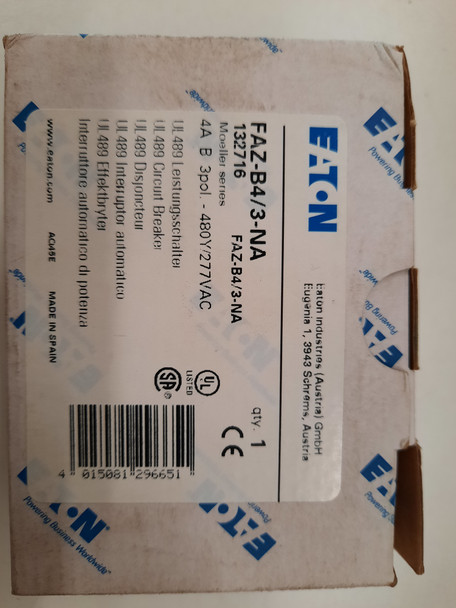 EATON
Eaton Industries (Austria) GmbH
Eugenia 1, 3943 Schrems, Austria
FAZ-B4/3-NA
132716 FAZ-B4/3-NA
Moeller series
4A B 3pol. - 480Y/277VAC
qty. 1
CE
UL LISTED
SA
UL489 Leistungsschalter
UL489 Circuit Breaker
UL489 Disjoncteur
UL489 Interruptor automatico
UL489 Effektbryter
Interruttore automatico di potenza
4 015081 296651
www.eaton.com
MADE IN SPAIN
Powering Business Worldwide